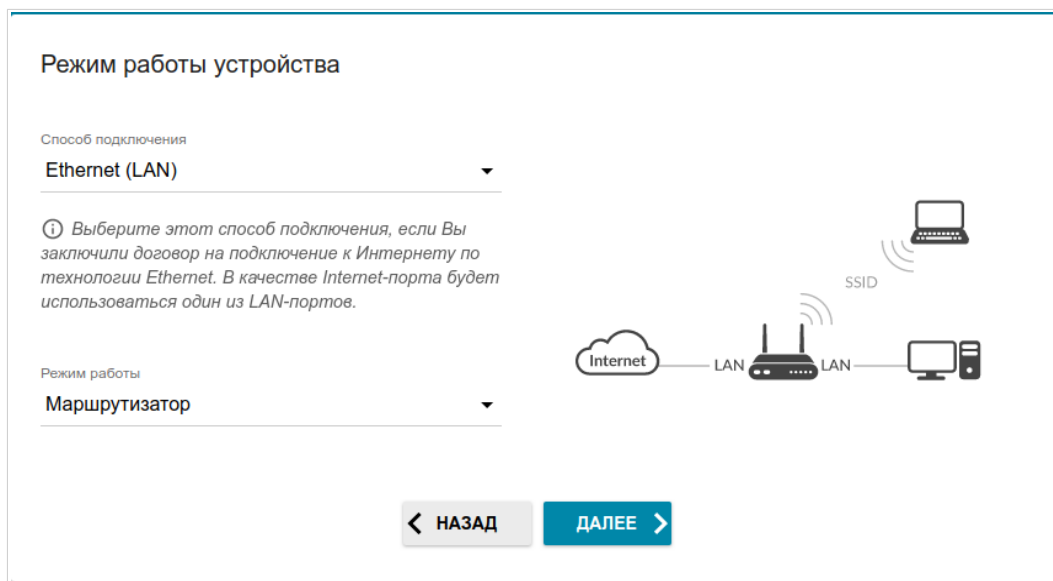 Режим работы устройства
Способ подключения
Ethernet (LAN)
Выберите этот способ подключения, если Вы
заключили договор на подключение к Интернету по
технологии Ethernet. В качестве Internet-порта будет
использоваться один из LAN-портов.
SSID
Internet
LAN
LAN
Режим работы
Маршрутизатор
НАЗАД
ДАЛЕЕ